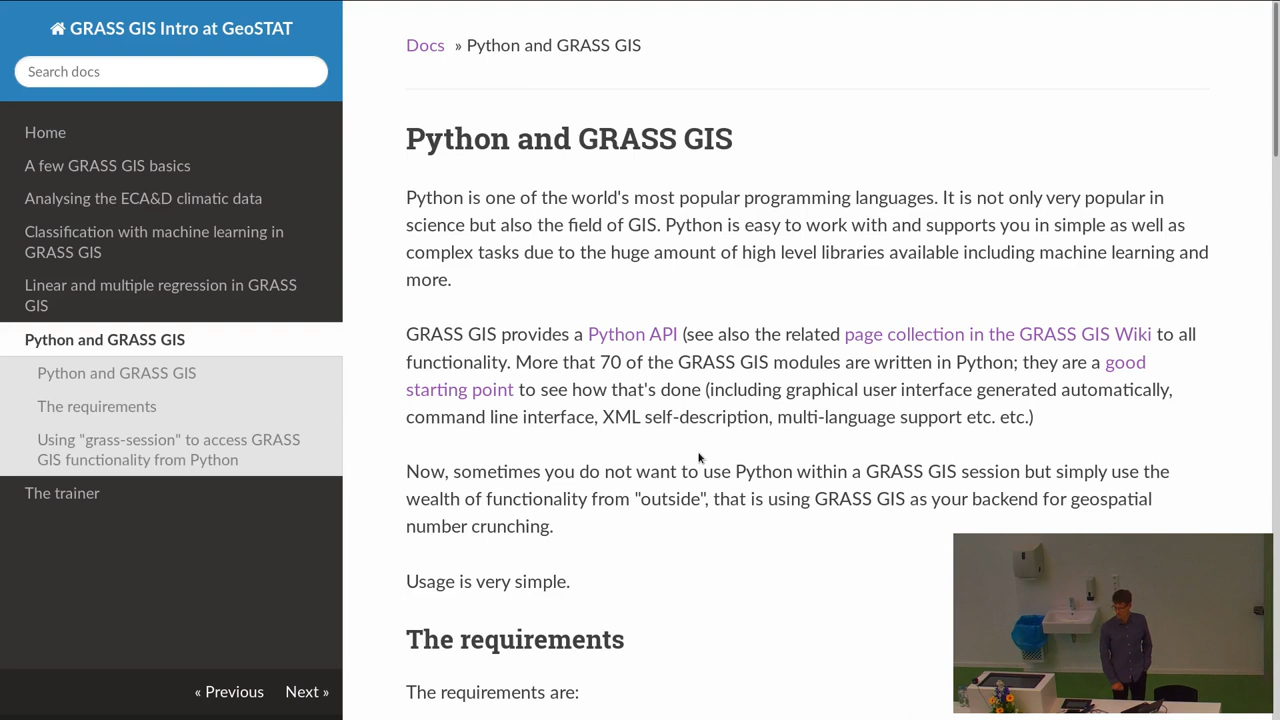 GRASS GIS Intro at GeoSTAT
Search docs
Home
A few GRASS GIS basics
Analysing the ECA&D climatic data
Classification with machine learning in
GRASS GIS
Linear and multiple regression in GRASS
GIS
Python and GRASS GIS
Python and GRASS GIS
The requirements
Using "grass-session" to access GRASS
GIS functionality from Python
The trainer
« Previous Next »
Docs » Python and GRASS GIS
Python and GRASS GIS
Python is one of the world's most popular programming languages. It is not only very popular in
science but also the field of GIS. Python is easy to work with and supports you in simple as well as
complex tasks due to the huge amount of high level libraries available including machine learning and
more.
GRASS GIS provides a Python API (see also the related page collection in the GRASS GIS Wiki to all
functionality. More that 70 of the GRASS GIS modules are written in Python; they are a good
starting point to see how that's done (including graphical user interface generated automatically,
command line interface, XML self-description, multi-language support etc. etc.)
Now, sometimes you do not want to use Python within a GRASS GIS session but simply use the
wealth of functionality from "outside", that is using GRASS GIS as your backend for geospatial
number crunching.
Usage is very simple.
The requirements
The requirements are: